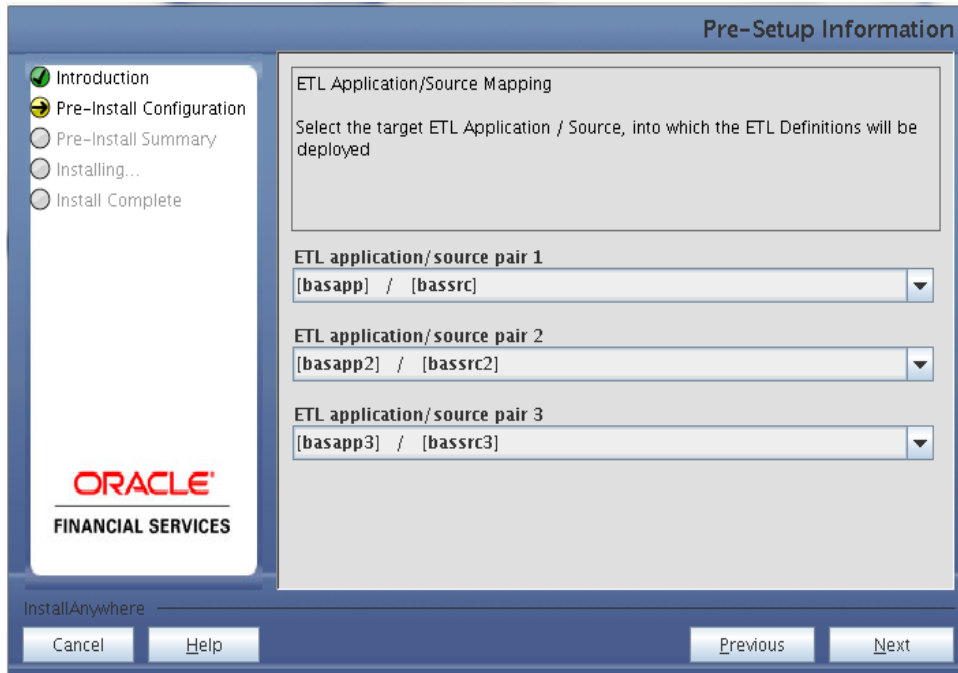 Pre-Setup Information
Introduction
Pre-Install Configuration
Pre-Install Summary
Installing...
Install Complete
ORACLE'
FINANCIAL SERVICES
ETL Application/Source Mapping
Select the target ETL Application / Source, into which the ETL Definitions will be
deployed
ETL application/source pair 1
[basapp] / [bassrc]
ETL application/source pair 2
[basapp2] / [bassrc2]
ETL application/source pair 3
[basapp3] / [bassrc3]
InstallAnywhere
Cancel
Help
Previous
Next